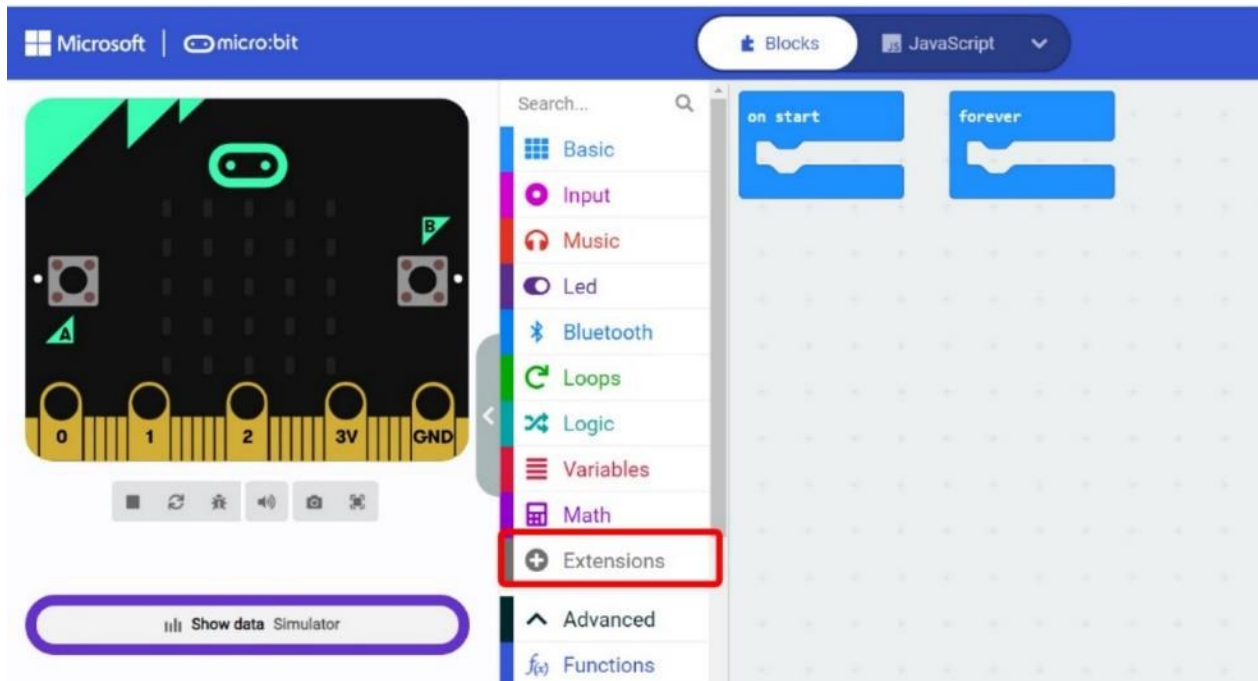 Microsoft | micro:bit
Blocks
JS JavaScript
Search...
Basic
Input
Music
Led
Bluetooth
Loops
Logic
Variables
Math
Extensions
Advanced
f(x) Functions
on start
forever
B
A
0 1 2 3V GND
Show data Simulator